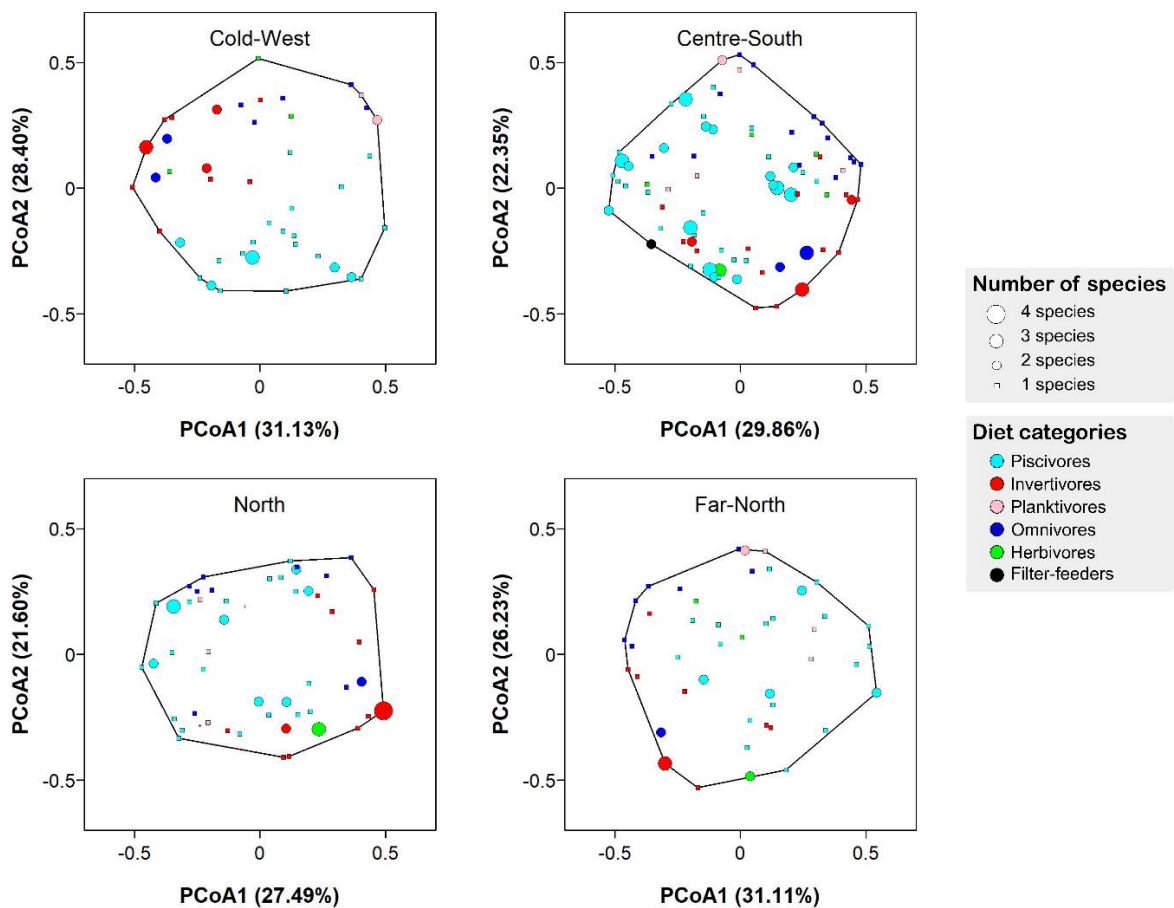 Cold-West
0.5
0
-0.5
PCoA2 (28.40%)
-0.5
0
0.5
PCoA1 (31.13%)
Centre-South
0.5
0
-0.5
PCoA2 (22.35%)
-0.5
0
0.5
PCoA1 (29.86%)
North
0.5
0
-0.5
PCoA2 (21.60%)
-0.5
0
0.5
PCoA1 (27.49%)
Far-North
0.5
0
-0.5
PCoA2 (26.23%)
-0.5
0
0.5
PCoA1 (31.11%)
Number of species
4 species
3 species
2 species
1 species
Diet categories
Piscivores
Invertivores
Planktivores
Omnivores
Herbivores
Filter-feeders